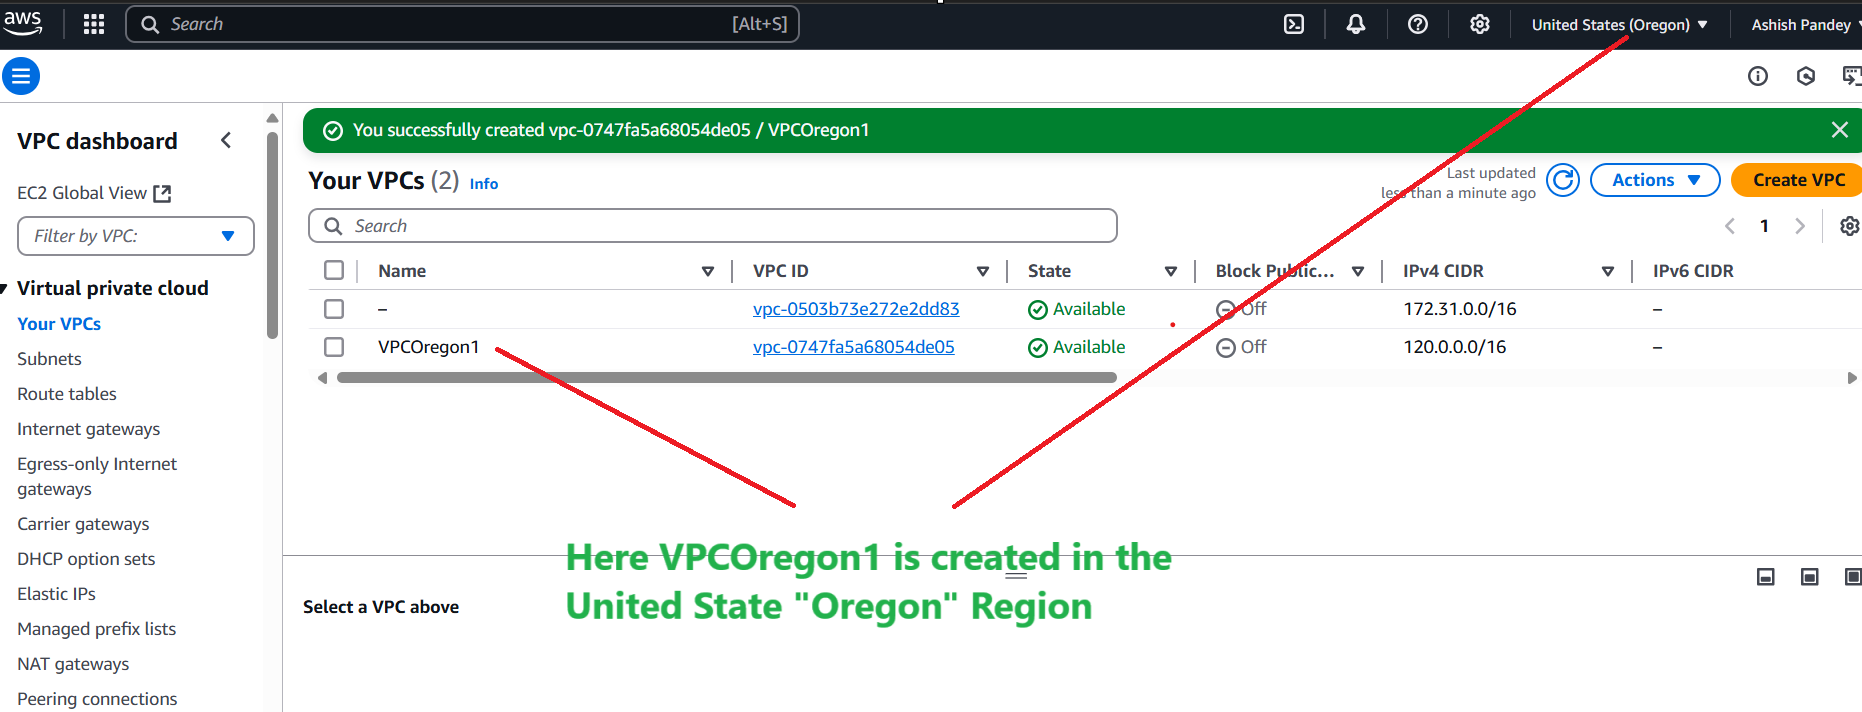 aws
Search
[Alt+S]
United States (Oregon)
Ashish Pandey
VPC dashboard
EC2 Global View
Filter by VPC:
Virtual private cloud
Your VPCs
Subnets
Route tables
Internet gateways
Egress-only Internet
gateways
Carrier gateways
DHCP option sets
Elastic IPs
Managed prefix lists
NAT gateways
Peering connections
You successfully created vpc-0747fa5a68054de05 / VPCOregon1
Your VPCs (2) Info
Last updated
less than a minute ago
Actions
Create VPC
Search
1
Name VPC ID State Block Public... IPv4 CIDR IPv6 CIDR
– vpc-0503b73e272e2dd83 Available Off 172.31.0.0/16 –
VPCOregon1 vpc-0747fa5a68054de05 Available Off 120.0.0.0/16 –
Here VPCOregon1 is created in the
United State "Oregon" Region
Select a VPC above